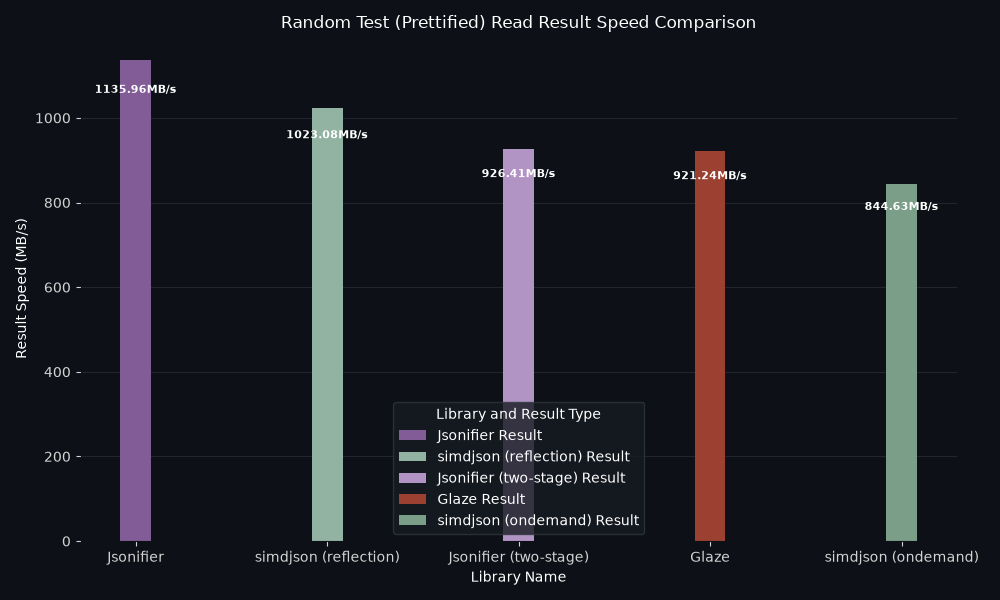 Random Test (Prettified) Read Result Speed Comparison
Result Speed (MB/s)
1000
800
600
400
200
0
1135.96MB/s
1023.08MB/s
926.41MB/s
921.24MB/s
844.63MB/s
Library and Result Type
Jsonifier Result
simdjson (reflection) Result
Jsonifier (two-stage) Result
Glaze Result
simdjson (ondemand) Result
Jsonifier
simdjson (reflection)
Jsonifier (two-stage)
Glaze
simdjson (ondemand)
Library Name